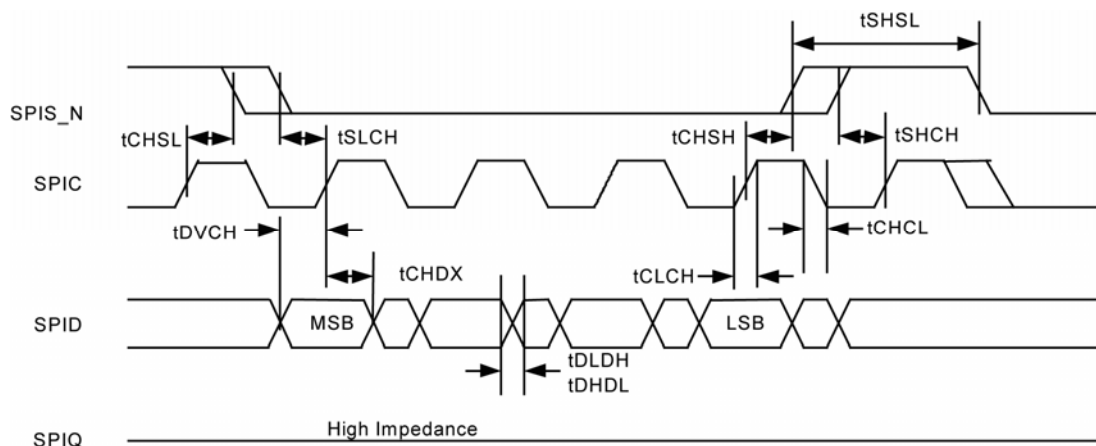 tSHSL
SPIS_N
tCHSL
tSLCH
tCHSH
tSHCH
SPIC
tDVCH
tCHCL
tCHDX
tCLCH
SPID
MSB
LSB
tDLDH
tDHDL
SPIQ
High Impedance